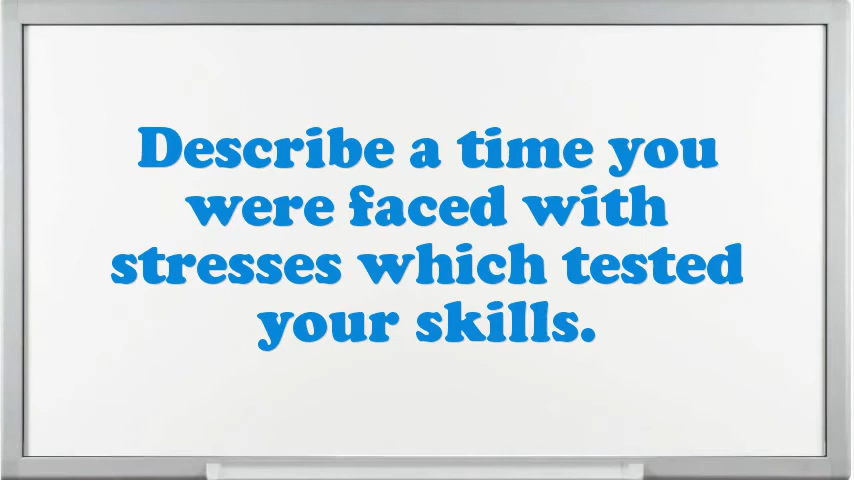 Describe a time you
were faced with
stresses which tested
your skills.